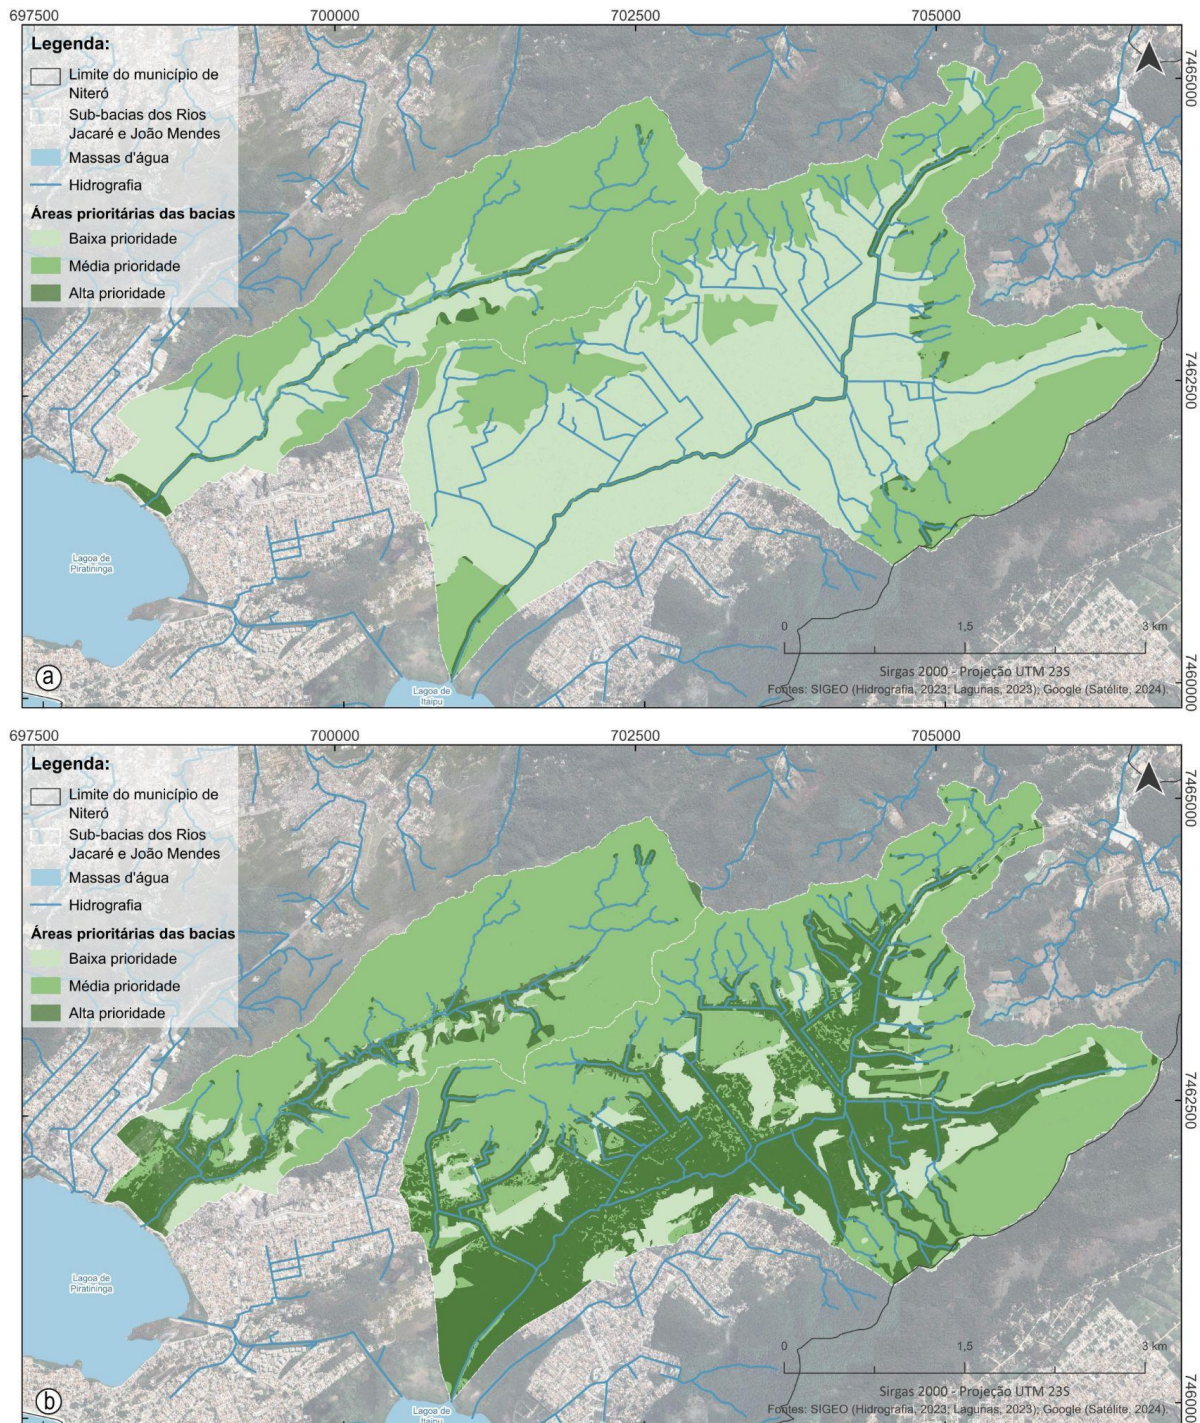 697500
700000
702500
705000
Legenda:
Limite do município de
Niteró
Sub-bacias dos Rios
Jacaré e João Mendes
Massas d'água
Hidrografia
Áreas prioritárias das bacias
Baixa prioridade
Média prioridade
Alta prioridade
7465000
7462500
7460000
Lagoa de
Piratininga
Lagoa de
Itaipu
0
1,5
3 km
Sirgas 2000 - Projeção UTM 23S
Fontes: SIGEO (Hidrografia, 2023; Lagunas, 2023); Google (Satélite, 2024).
a
697500
700000
702500
705000
Legenda:
Limite do município de
Niteró
Sub-bacias dos Rios
Jacaré e João Mendes
Massas d'água
Hidrografia
Áreas prioritárias das bacias
Baixa prioridade
Média prioridade
Alta prioridade
7465000
7462500
7460000
Lagoa de
Piratininga
Lagoa de
Itaipu
0
1,5
3 km
Sirgas 2000 - Projeção UTM 23S
Fontes: SIGEO (Hidrografia, 2023; Lagunas, 2023); Google (Satélite, 2024).
b